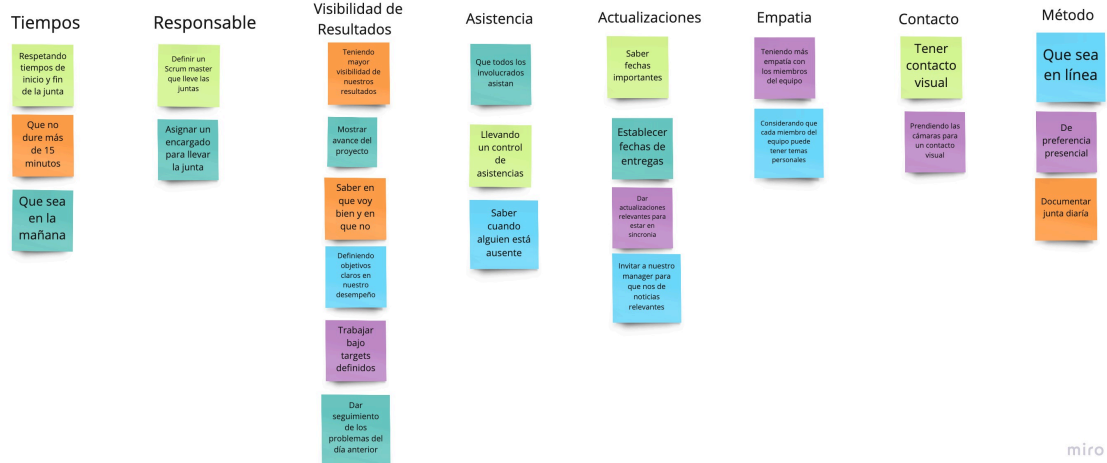 Tiempos
Respetando
tiempos de
inicio y fin
de la junta
Que no
dure más
de 15
minutos
Que sea
en la
mañana
Responsable
Definir un
Scrum master
que lleve las
juntas
Asignar un
encargado
para llevar
la junta
Visibilidad de
Resultados
Teniendo
mayor
visibilidad de
nuestros
resultados
Mostrar
avance del
proyecto
Saber en
que voy
bien y en
que no
Definiendo
objetivos
claros en
nuestro
desempeño
Trabajar
bajo
targets
definidos
Dar
seguimiento
de los
problemas del
día anterior
Asistencia
Que todos los
involucrados
asistan
Llevando
un control
de
asistencias
Saber
cuando
alguien está
ausente
Actualizaciones
Saber
fechas
importantes
Establecer
fechas de
entregas
Dar
actualizaciones
relevantes para
estar en
sincronia
Invitar a nuestro
manager para
que nos de
noticias
relevantes
Empatia
Teniendo más
empatía con
los miembros
del equipo
Considerando que
cada miembro del
equipo puede
tener temas
personales
Contacto
Tener
contacto
visual
Prendiendo las
cámaras para
un contacto
visual
Método
Que sea
en línea
De
preferencia
presencial
Documentar
junta diaría
miro